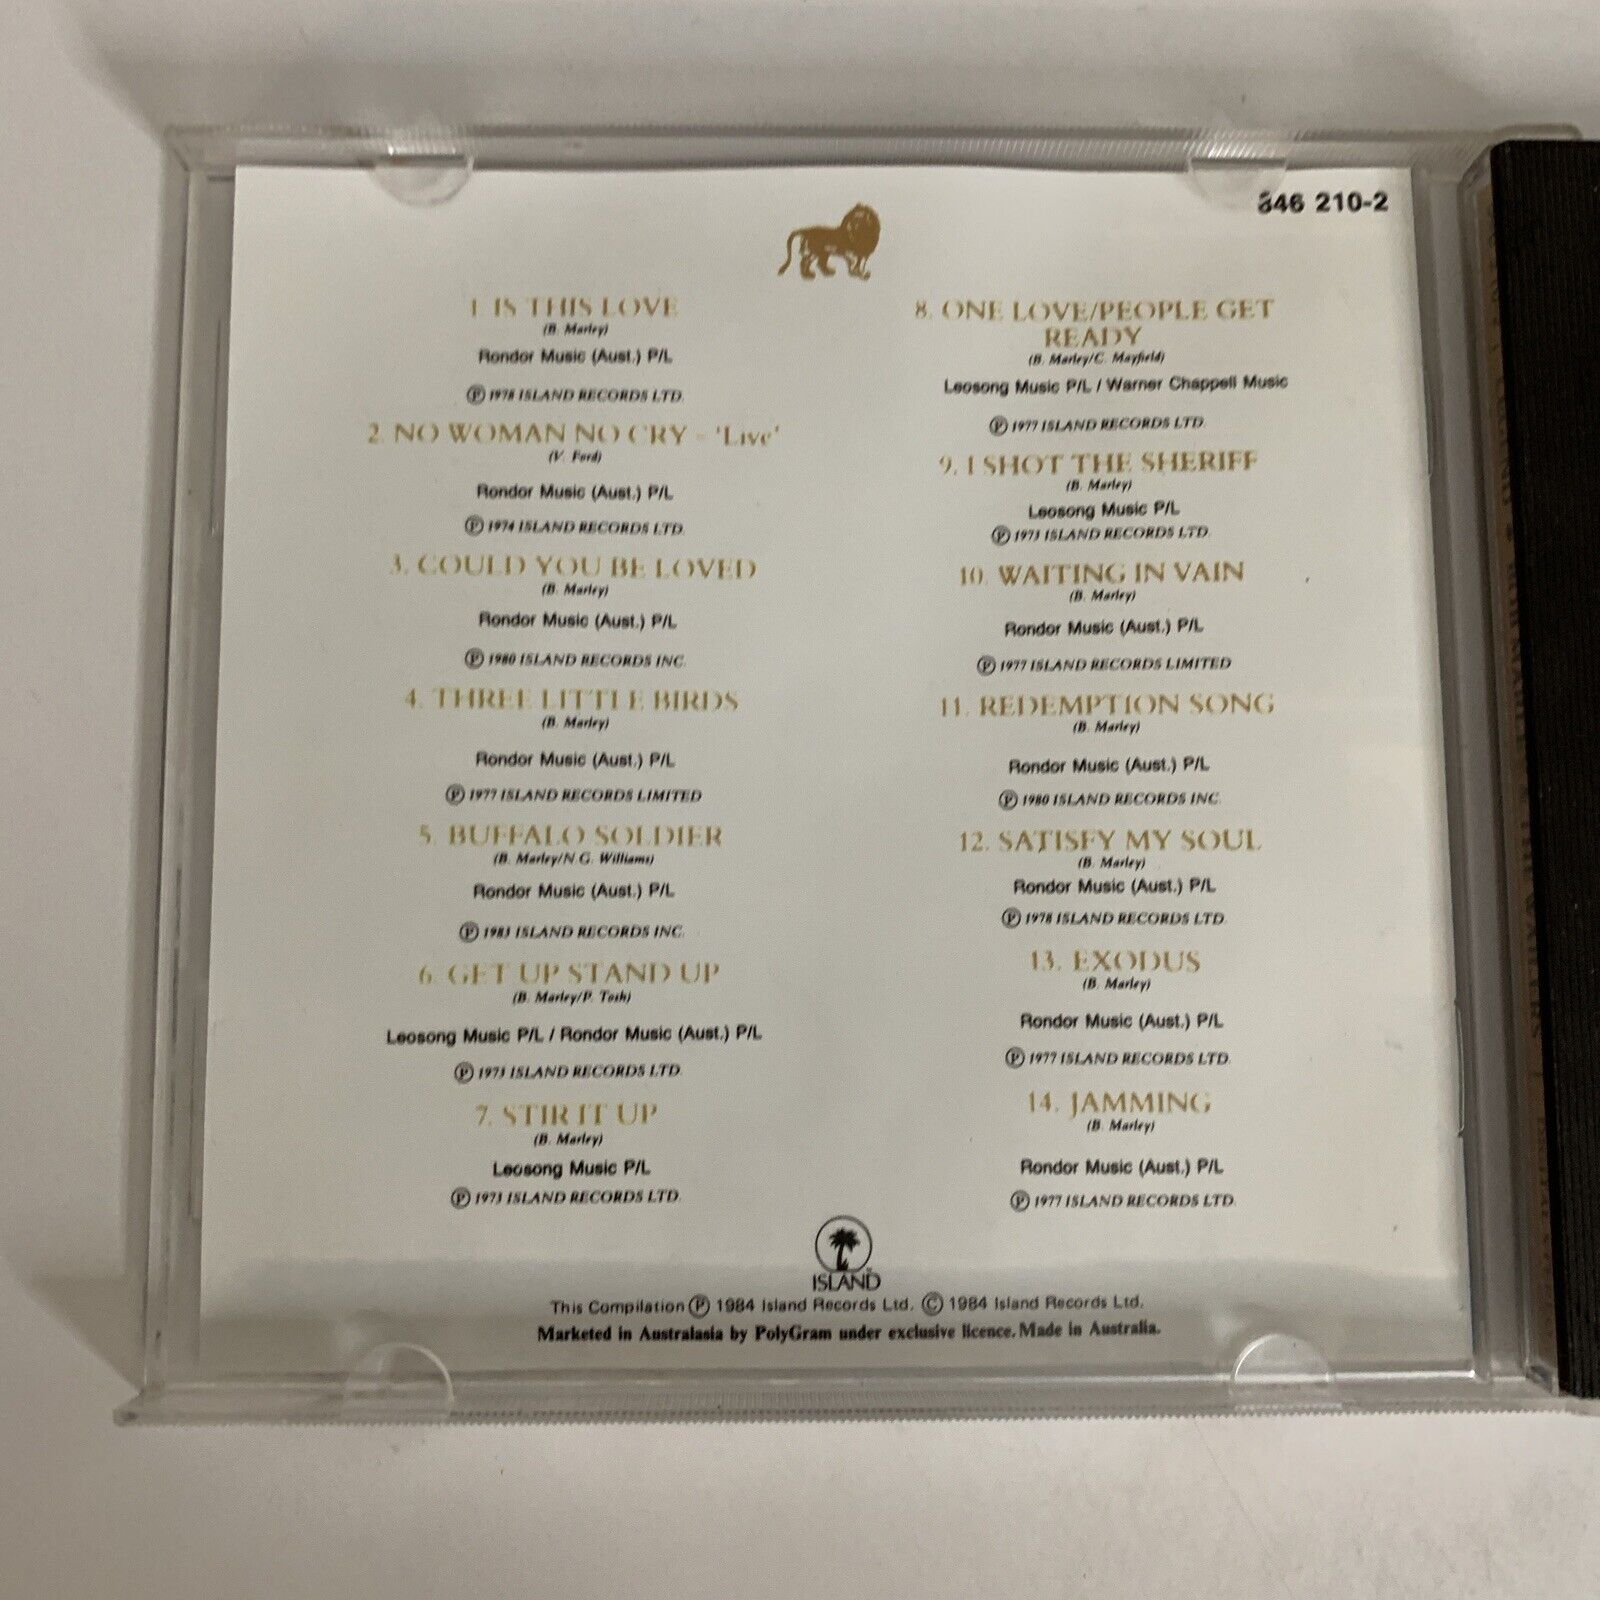 846 210-2
1. IS THIS LOVE
(B. Marley)
Rondor Music (Aust.) P/L
Ⓟ 1978 ISLAND RECORDS LTD.
2. NO WOMAN NO CRY - 'Live'
(V. Ford)
Rondor Music (Aust.) P/L
Ⓟ 1974 ISLAND RECORDS LTD.
3. COULD YOU BE LOVED
(B. Marley)
Rondor Music (Aust.) P/L
Ⓟ 1980 ISLAND RECORDS INC.
4. THREE LITTLE BIRDS
(B. Marley)
Rondor Music (Aust.) P/L
Ⓟ 1977 ISLAND RECORDS LIMITED
5. BUFFALO SOLDIER
(B. Marley/N G. Williams)
Rondor Music (Aust.) P/L
Ⓟ 1983 ISLAND RECORDS INC.
6. GET UP STAND UP
(B. Marley/P. Tosh)
Leosong Music P/L / Rondor Music (Aust.) P/L
Ⓟ 1973 ISLAND RECORDS LTD.
7. STIR IT UP
(B. Marley)
Leosong Music P/L
Ⓟ 1973 ISLAND RECORDS LTD.
8. ONE LOVE/PEOPLE GET
READY
(B. Marley/C. Mayfield)
Leosong Music P/L / Warner Chappell Music
Ⓟ 1977 ISLAND RECORDS LTD.
9. I SHOT THE SHERIFF
(B. Marley)
Leosong Music P/L
Ⓟ 1973 ISLAND RECORDS LTD.
10. WAITING IN VAIN
(B. Marley)
Rondor Music (Aust.) P/L
Ⓟ 1977 ISLAND RECORDS LIMITED
11. REDEMPTION SONG
(B. Marley)
Rondor Music (Aust.) P/L
Ⓟ 1980 ISLAND RECORDS INC.
12. SATISFY MY SOUL
(B. Marley)
Rondor Music (Aust.) P/L
Ⓟ 1978 ISLAND RECORDS LTD.
13. EXODUS
(B. Marley)
Rondor Music (Aust.) P/L
Ⓟ 1977 ISLAND RECORDS LTD.
14. JAMMING
(B. Marley)
Rondor Music (Aust.) P/L
Ⓟ 1977 ISLAND RECORDS LTD.
ISLAND
This Compilation Ⓟ 1984 Island Records Ltd. Ⓒ 1984 Island Records Ltd.
Marketed in Australasia by PolyGram under exclusive licence. Made in Australia.